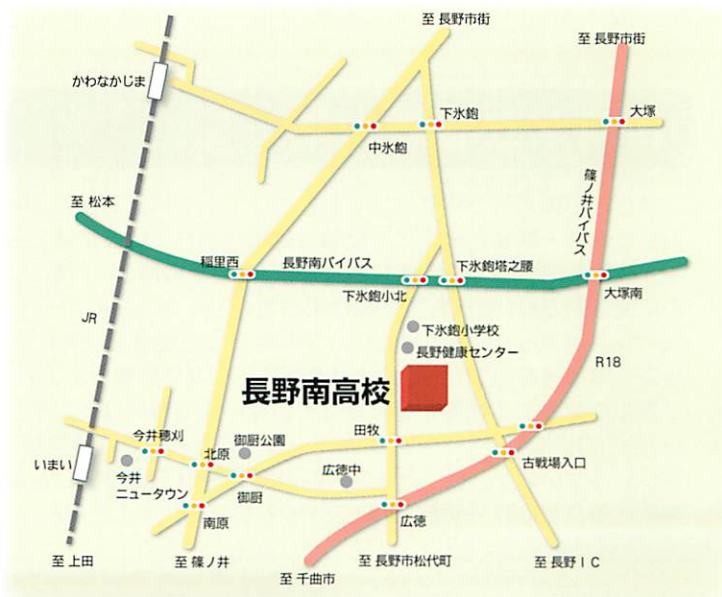 至 長野市街
至 長野市街
かわなかじま
大塚
下氷鉋
中氷鉋
篠ノ井バイパス
至 松本
稲里西
長野南バイパス
下氷鉋塔之腰
下氷鉋小北
大塚南
JR
下氷鉋小学校
長野健康センター
R18
長野南高校
今井穂刈
田牧
御厨公園
北原
いまい
今井
ニュータウン
広徳中
御厨
古戦場入口
南原
広徳
至 上田
至 篠ノ井
至 長野市松代町
至 長野IC
至 千曲市